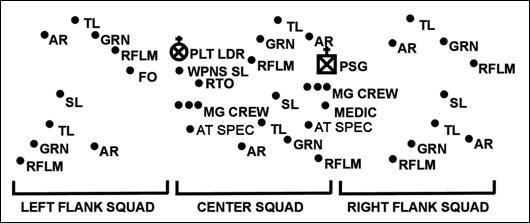 TL
AR
GRN
RFLM
FO
SL
TL
GRN
AR
RFLM
LEFT FLANK SQUAD
PLT LDR
WPNS SL
RTO
MG CREW
AT SPEC
TL
GRN
AR
RFLM
PSG
MG CREW
SL
MEDIC
TL
AT SPEC
AR
GRN
RFLM
CENTER SQUAD
TL
AR
GRN
RFLM
SL
TL
GRN
AR
RFLM
RIGHT FLANK SQUAD